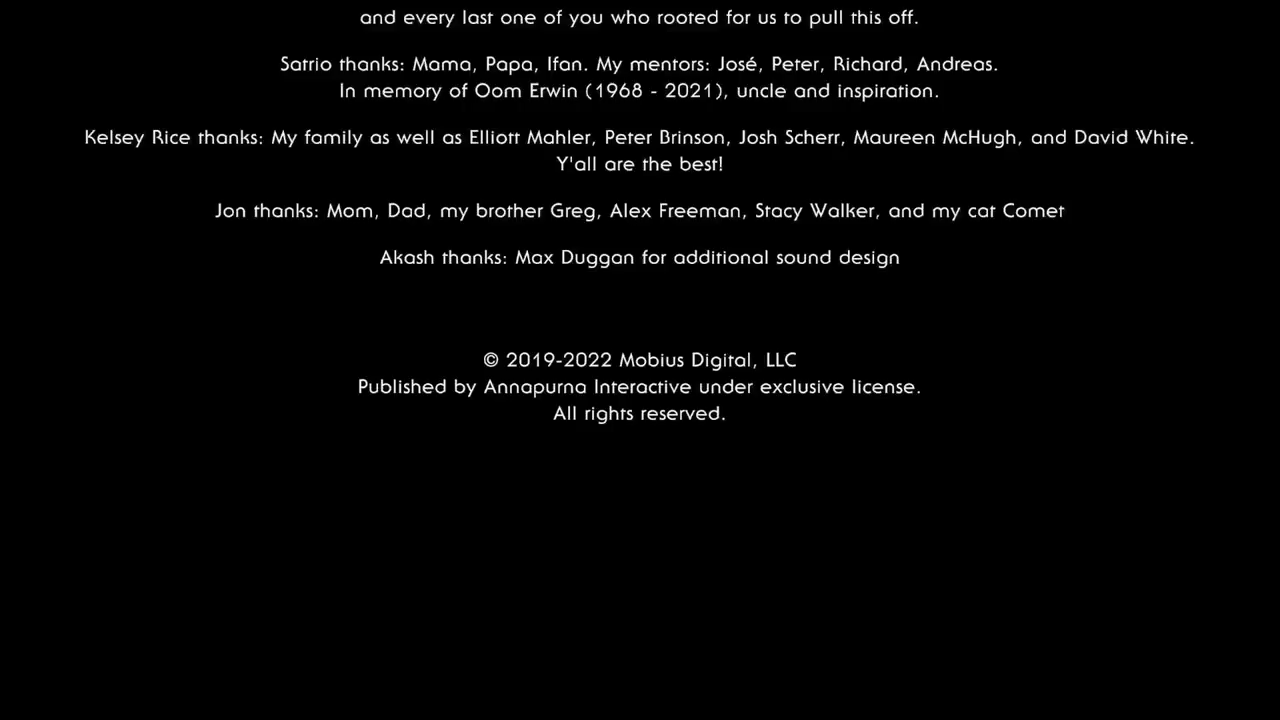 and every last one of you who rooted for us to pull this off.
Satrio thanks: Mama, Papa, Ifan. My mentors: José, Peter, Richard, Andreas.
In memory of Oom Erwin (1968 - 2021), uncle and inspiration.
Kelsey Rice thanks: My family as well as Elliott Mahler, Peter Brinson, Josh Scherr, Maureen McHugh, and David White.
Y'all are the best!
Jon thanks: Mom, Dad, my brother Greg, Alex Freeman, Stacy Walker, and my cat Comet
Akash thanks: Max Duggan for additional sound design
© 2019-2022 Mobius Digital, LLC
Published by Annapurna Interactive under exclusive license.
All rights reserved.